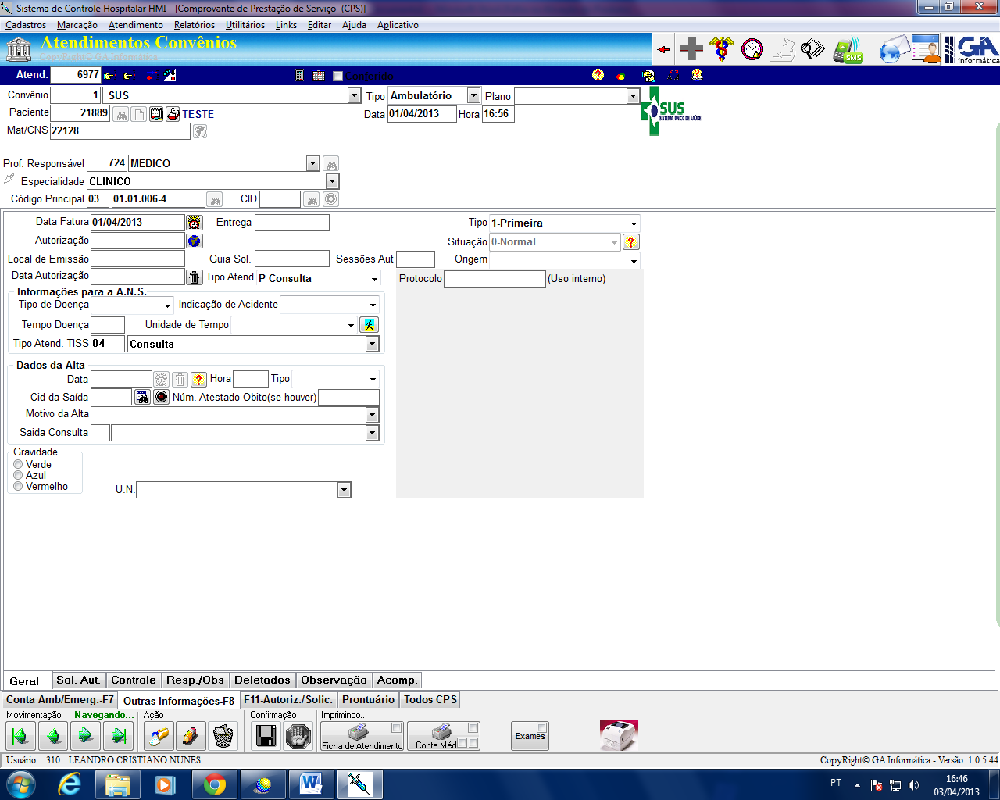 Sistema de Controle Hospitalar HMI - [Comprovante de Prestação de Serviço  (CPS)]
Cadastros Marcação Atendimento Relatórios Utilitários Links Editar Ajuda Aplicativo
Atendimentos Convênios
CopyRight© GA Informática
SMS
GA
informática
Atend. 6977 Conferido
Convênio 1 SUS Tipo Ambulatório Plano
Paciente 21889 TESTE Data 01/04/2013 Hora 16:56
SUS
Mat/CNS 22128
Prof. Responsável 724 MEDICO
Especialidade CLINICO
Código Principal 03 01.01.006-4 CID
Data Fatura 01/04/2013 Entrega Tipo 1-Primeira
Autorização Situação 0-Normal
Local de Emissão Guia Sol. Sessões Aut Origem
Data Autorização Tipo Atend. P-Consulta Protocolo (Uso interno)
Informações para a A.N.S.
Tipo de Doença Indicação de Acidente
Tempo Doença Unidade de Tempo
Tipo Atend. TISS 04 Consulta
Dados da Alta
Data Hora Tipo
Cid da Saída Núm. Atestado Obito(se houver)
Motivo da Alta
Saida Consulta
Gravidade
Verde
Azul
Vermelho
U.N.
Geral Sol. Aut. Controle Resp./Obs Deletados Observação Acomp.
Conta Amb/Emerg.-F7 Outras Informações-F8 F11-Autoriz./Solic. Prontuário Todos CPS
Movimentação Navegando... Ação Confirmação Imprimindo...
Ficha de Atendimento Conta Méd Exames
Usuário: 310 LEANDRO CRISTIANO NUNES CopyRight© GA Informática - Versão: 1.0.5.44
PT 16:46
03/04/2013